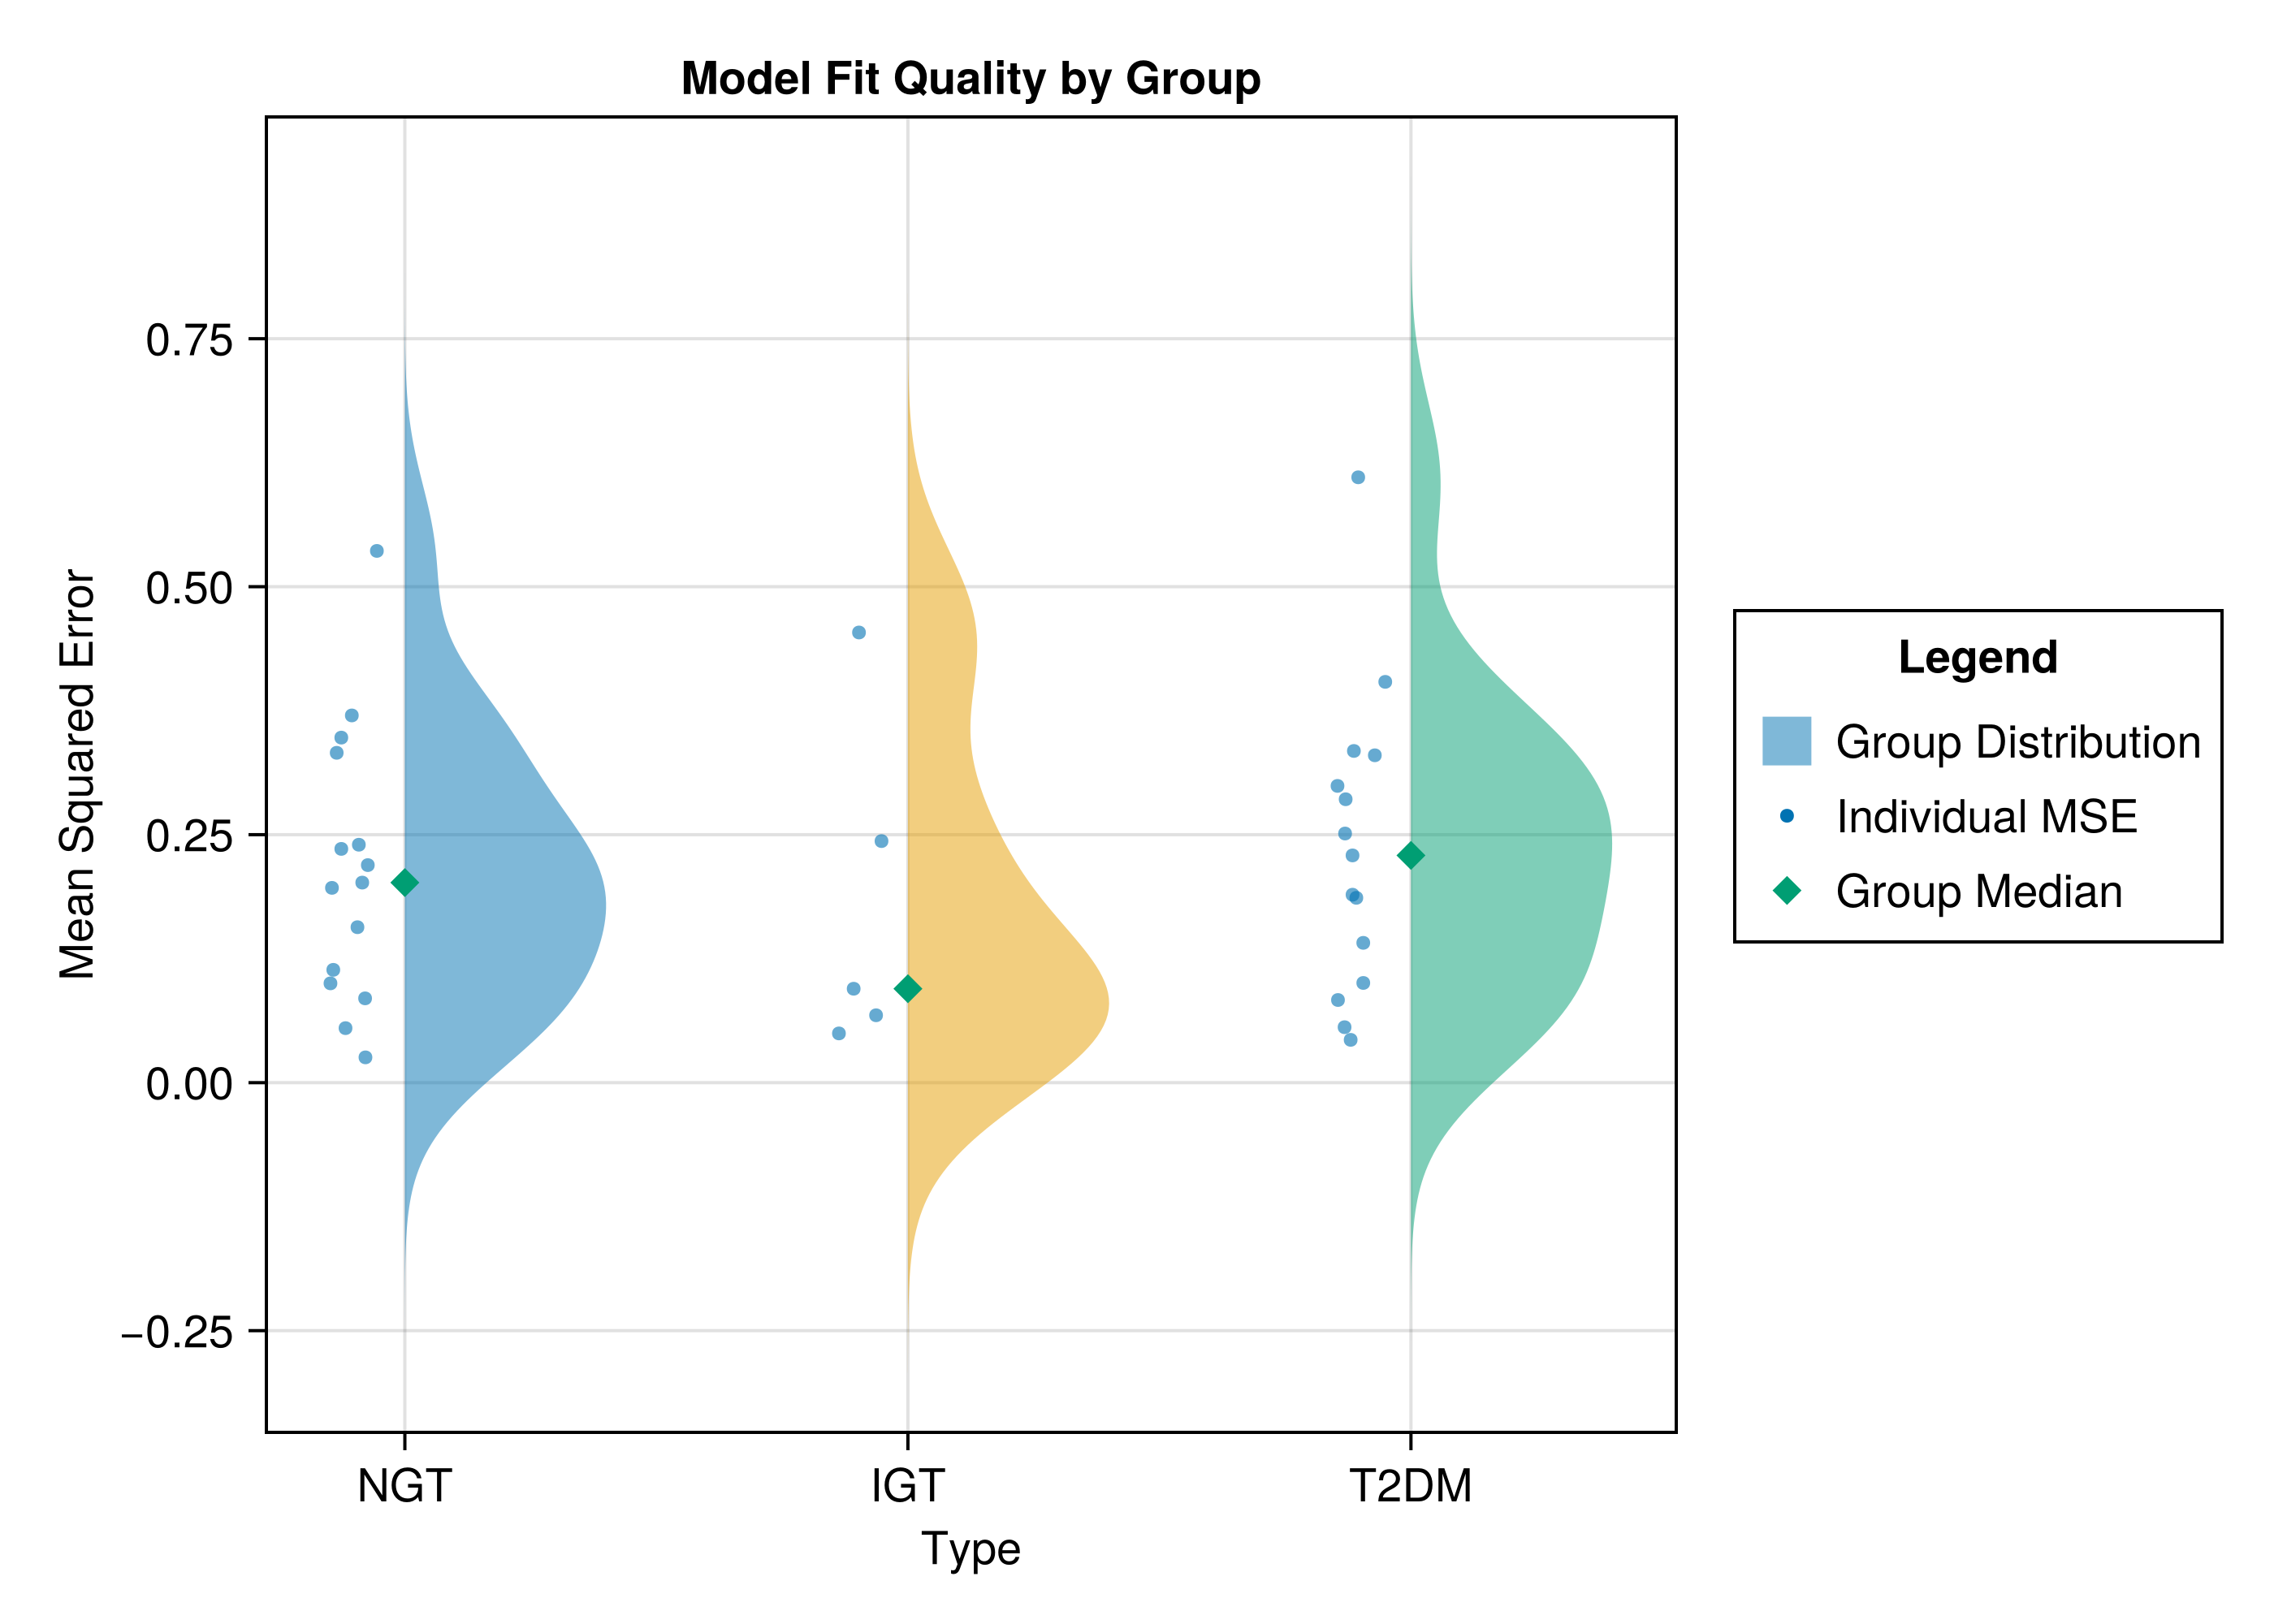 Model Fit Quality by Group
Mean Squared Error
0.75
0.50
0.25
0.00
−0.25
NGT
IGT
T2DM
Type
Legend
Group Distribution
Individual MSE
Group Median